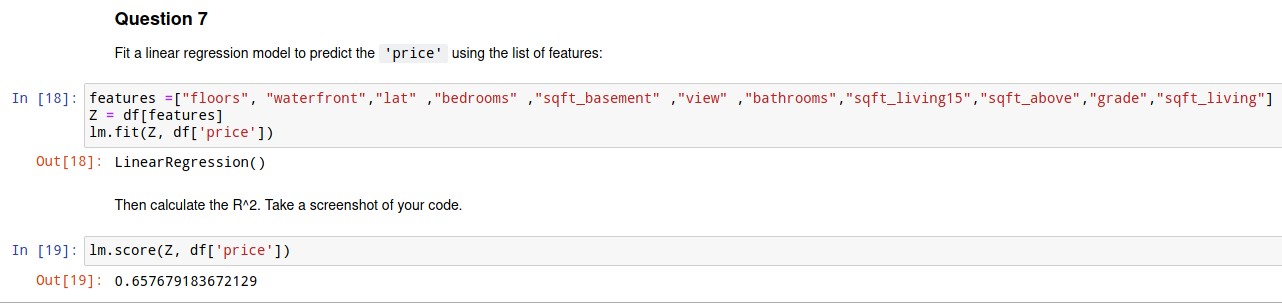 Question 7
Fit a linear regression model to predict the 'price' using the list of features:
In [18]: features =["floors", "waterfront","lat" ,"bedrooms" ,"sqft_basement" ,"view" ,"bathrooms","sqft_living15","sqft_above","grade","sqft_living"]
Z = df[features]
lm.fit(Z, df['price'])
Out[18]: LinearRegression()
Then calculate the R^2. Take a screenshot of your code.
In [19]: lm.score(Z, df['price'])
Out[19]: 0.657679183672129